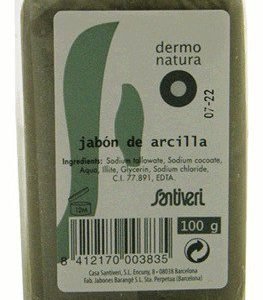 dermo
natura
07-22
jabón de arcilla
Ingredients: Sodium tallowate, Sodium cocoate,
Aqua, Illite, Glycerin, Sodium chloride,
C.I. 77.891, EDTA.
Santiveri
12M
100 g
8 412170 003835
Casa Santiveri, S.L. Encuny, 8 - 08038 Barcelona
Fab. Jabones Barangé S.L. Sta. Perpetua (Barcelona)